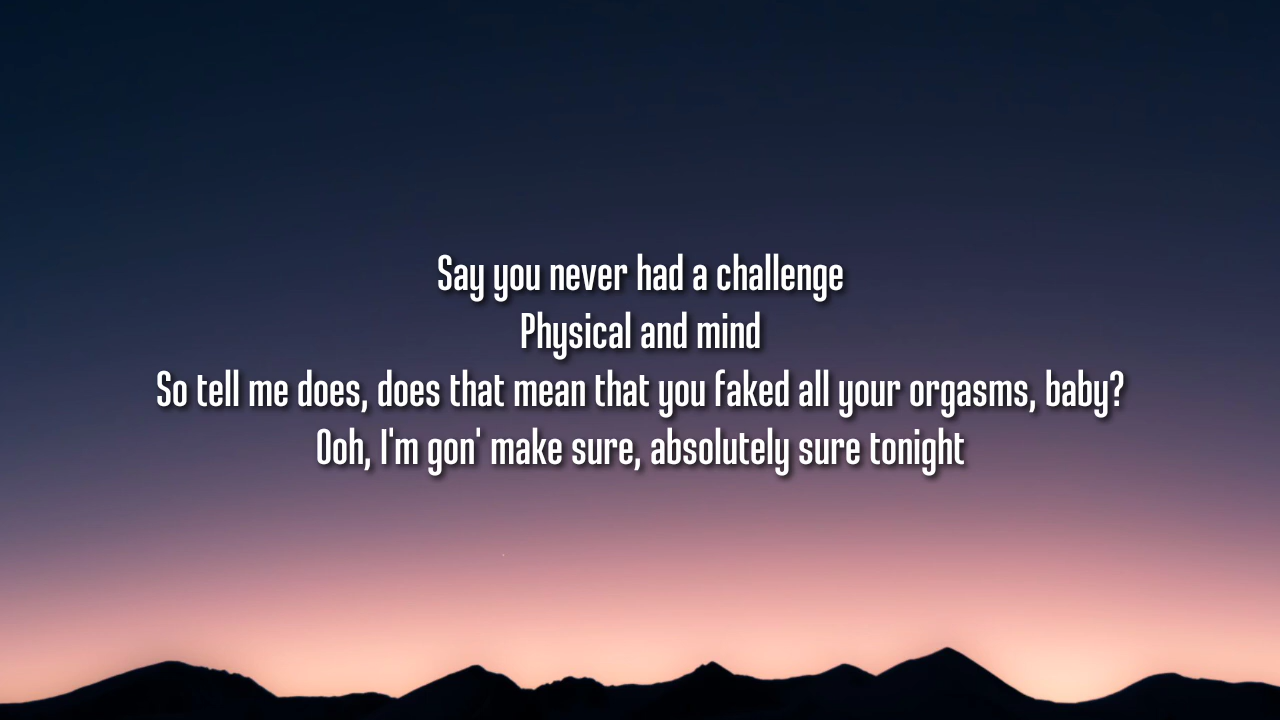 Say you never had a challenge
Physical and mind
So tell me does, does that mean that you faked all your orgasms, baby?
Ooh, I'm gon' make sure, absolutely sure tonight